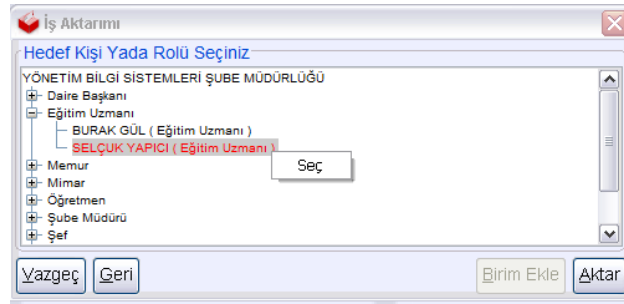 İş Aktarımı
Hedef Kişi Yada Rolü Seçiniz
YÖNETİM BİLGİ SİSTEMLERİ ŞUBE MÜDÜRLÜĞÜ
Daire Başkanı
Eğitim Uzmanı
BURAK GÜL ( Eğitim Uzmanı )
SELÇUK YAPICI ( Eğitim Uzmanı )
Seç
Memur
Mimar
Öğretmen
Şube Müdürü
Şef
Vazgeç Geri Birim Ekle Aktar